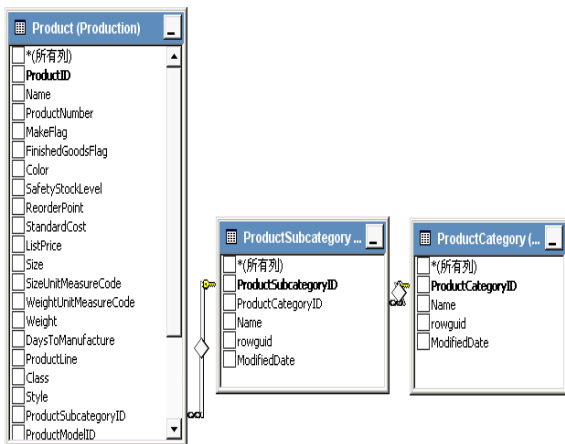 Product (Production)
*(所有列)
ProductID
Name
ProductNumber
MakeFlag
FinishedGoodsFlag
Color
SafetyStockLevel
ReorderPoint
StandardCost
ListPrice
Size
SizeUnitMeasureCode
WeightUnitMeasureCode
Weight
DaysToManufacture
ProductLine
Class
Style
ProductSubcategoryID
ProductModelID
ProductSubcategory ...
*(所有列)
ProductSubcategoryID
ProductCategoryID
Name
rowguid
ModifiedDate
ProductCategory (...
*(所有列)
ProductCategoryID
Name
rowguid
ModifiedDate